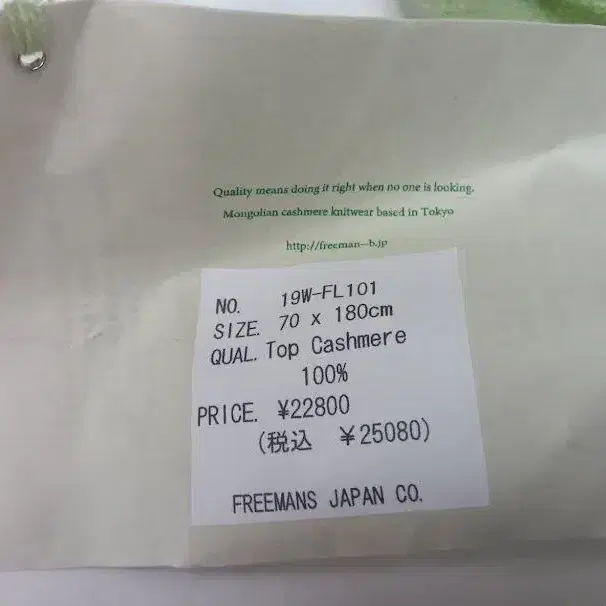 Quality means doing it right when no one is looking.
Mongolian cashmere knitwear based in Tokyo
http://freeman-b.jp
NO. 19W-FL101
SIZE. 70 x 180cm
QUAL. Top Cashmere
100%
PRICE. ¥22800
(税込 ¥25080)
FREEMANS JAPAN CO.